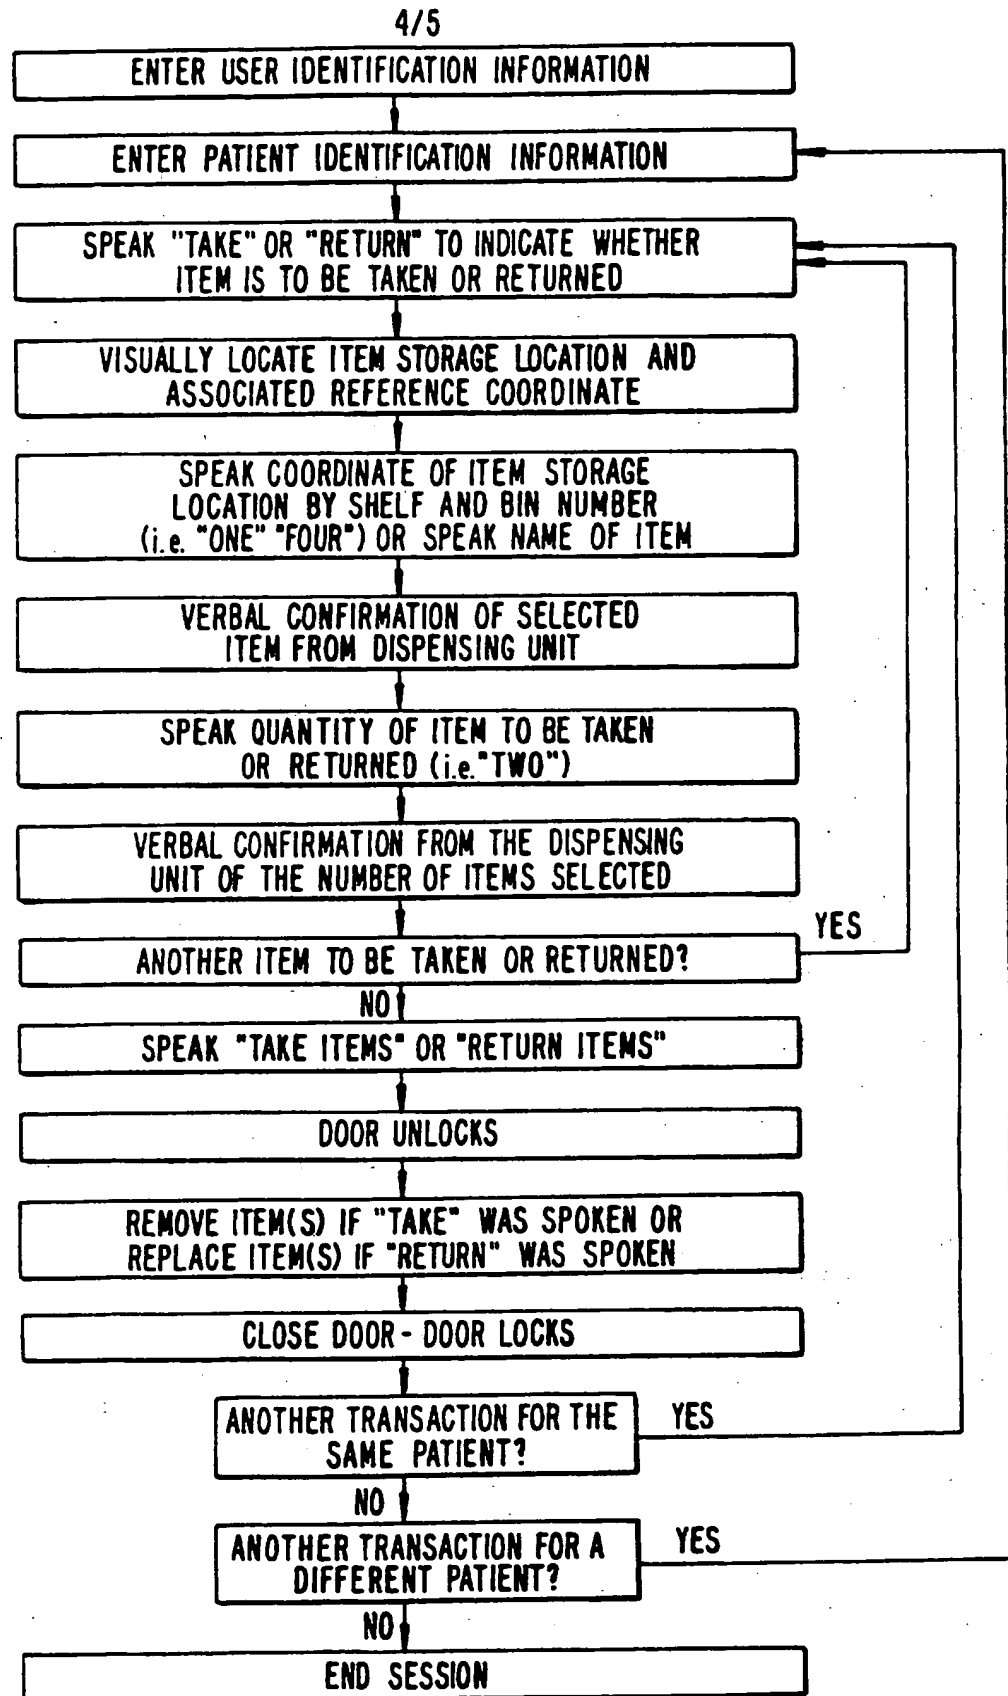 4/5
ENTER USER IDENTIFICATION INFORMATION
ENTER PATIENT IDENTIFICATION INFORMATION
SPEAK "TAKE" OR "RETURN" TO INDICATE WHETHER
ITEM IS TO BE TAKEN OR RETURNED
VISUALLY LOCATE ITEM STORAGE LOCATION AND
ASSOCIATED REFERENCE COORDINATE
SPEAK COORDINATE OF ITEM STORAGE
LOCATION BY SHELF AND BIN NUMBER
(i.e. "ONE" "FOUR") OR SPEAK NAME OF ITEM
VERBAL CONFIRMATION OF SELECTED
ITEM FROM DISPENSING UNIT
SPEAK QUANTITY OF ITEM TO BE TAKEN
OR RETURNED (i.e. "TWO")
VERBAL CONFIRMATION FROM THE DISPENSING
UNIT OF THE NUMBER OF ITEMS SELECTED
YES
ANOTHER ITEM TO BE TAKEN OR RETURNED?
NO
SPEAK "TAKE ITEMS" OR "RETURN ITEMS"
DOOR UNLOCKS
REMOVE ITEM(S) IF "TAKE" WAS SPOKEN OR
REPLACE ITEM(S) IF "RETURN" WAS SPOKEN
CLOSE DOOR - DOOR LOCKS
ANOTHER TRANSACTION FOR THE
SAME PATIENT?
YES
NO
ANOTHER TRANSACTION FOR A
DIFFERENT PATIENT?
YES
NO
END SESSION